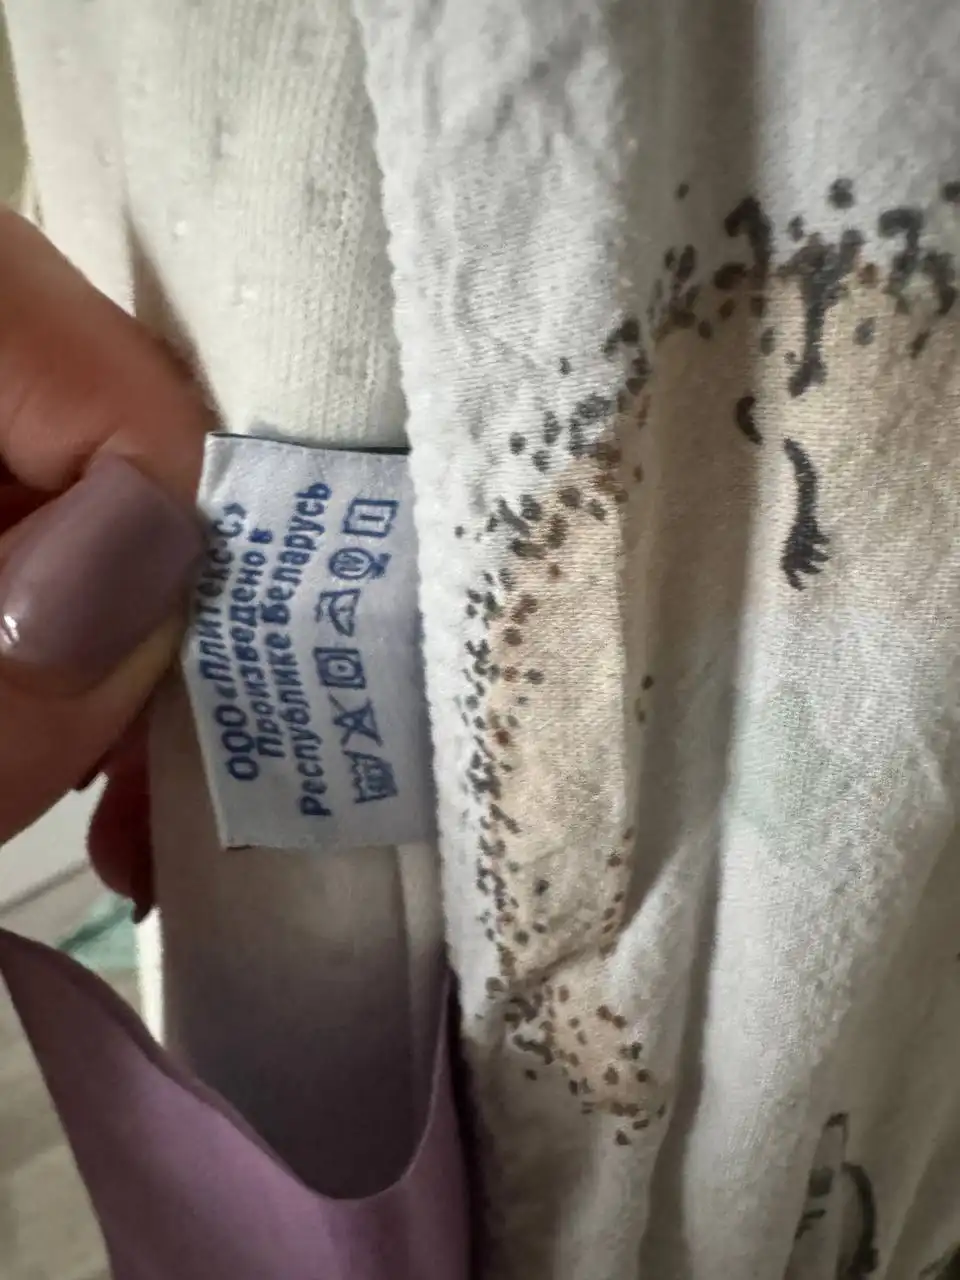 ООО «Плитекс»
Произведено в
Республике Беларусь